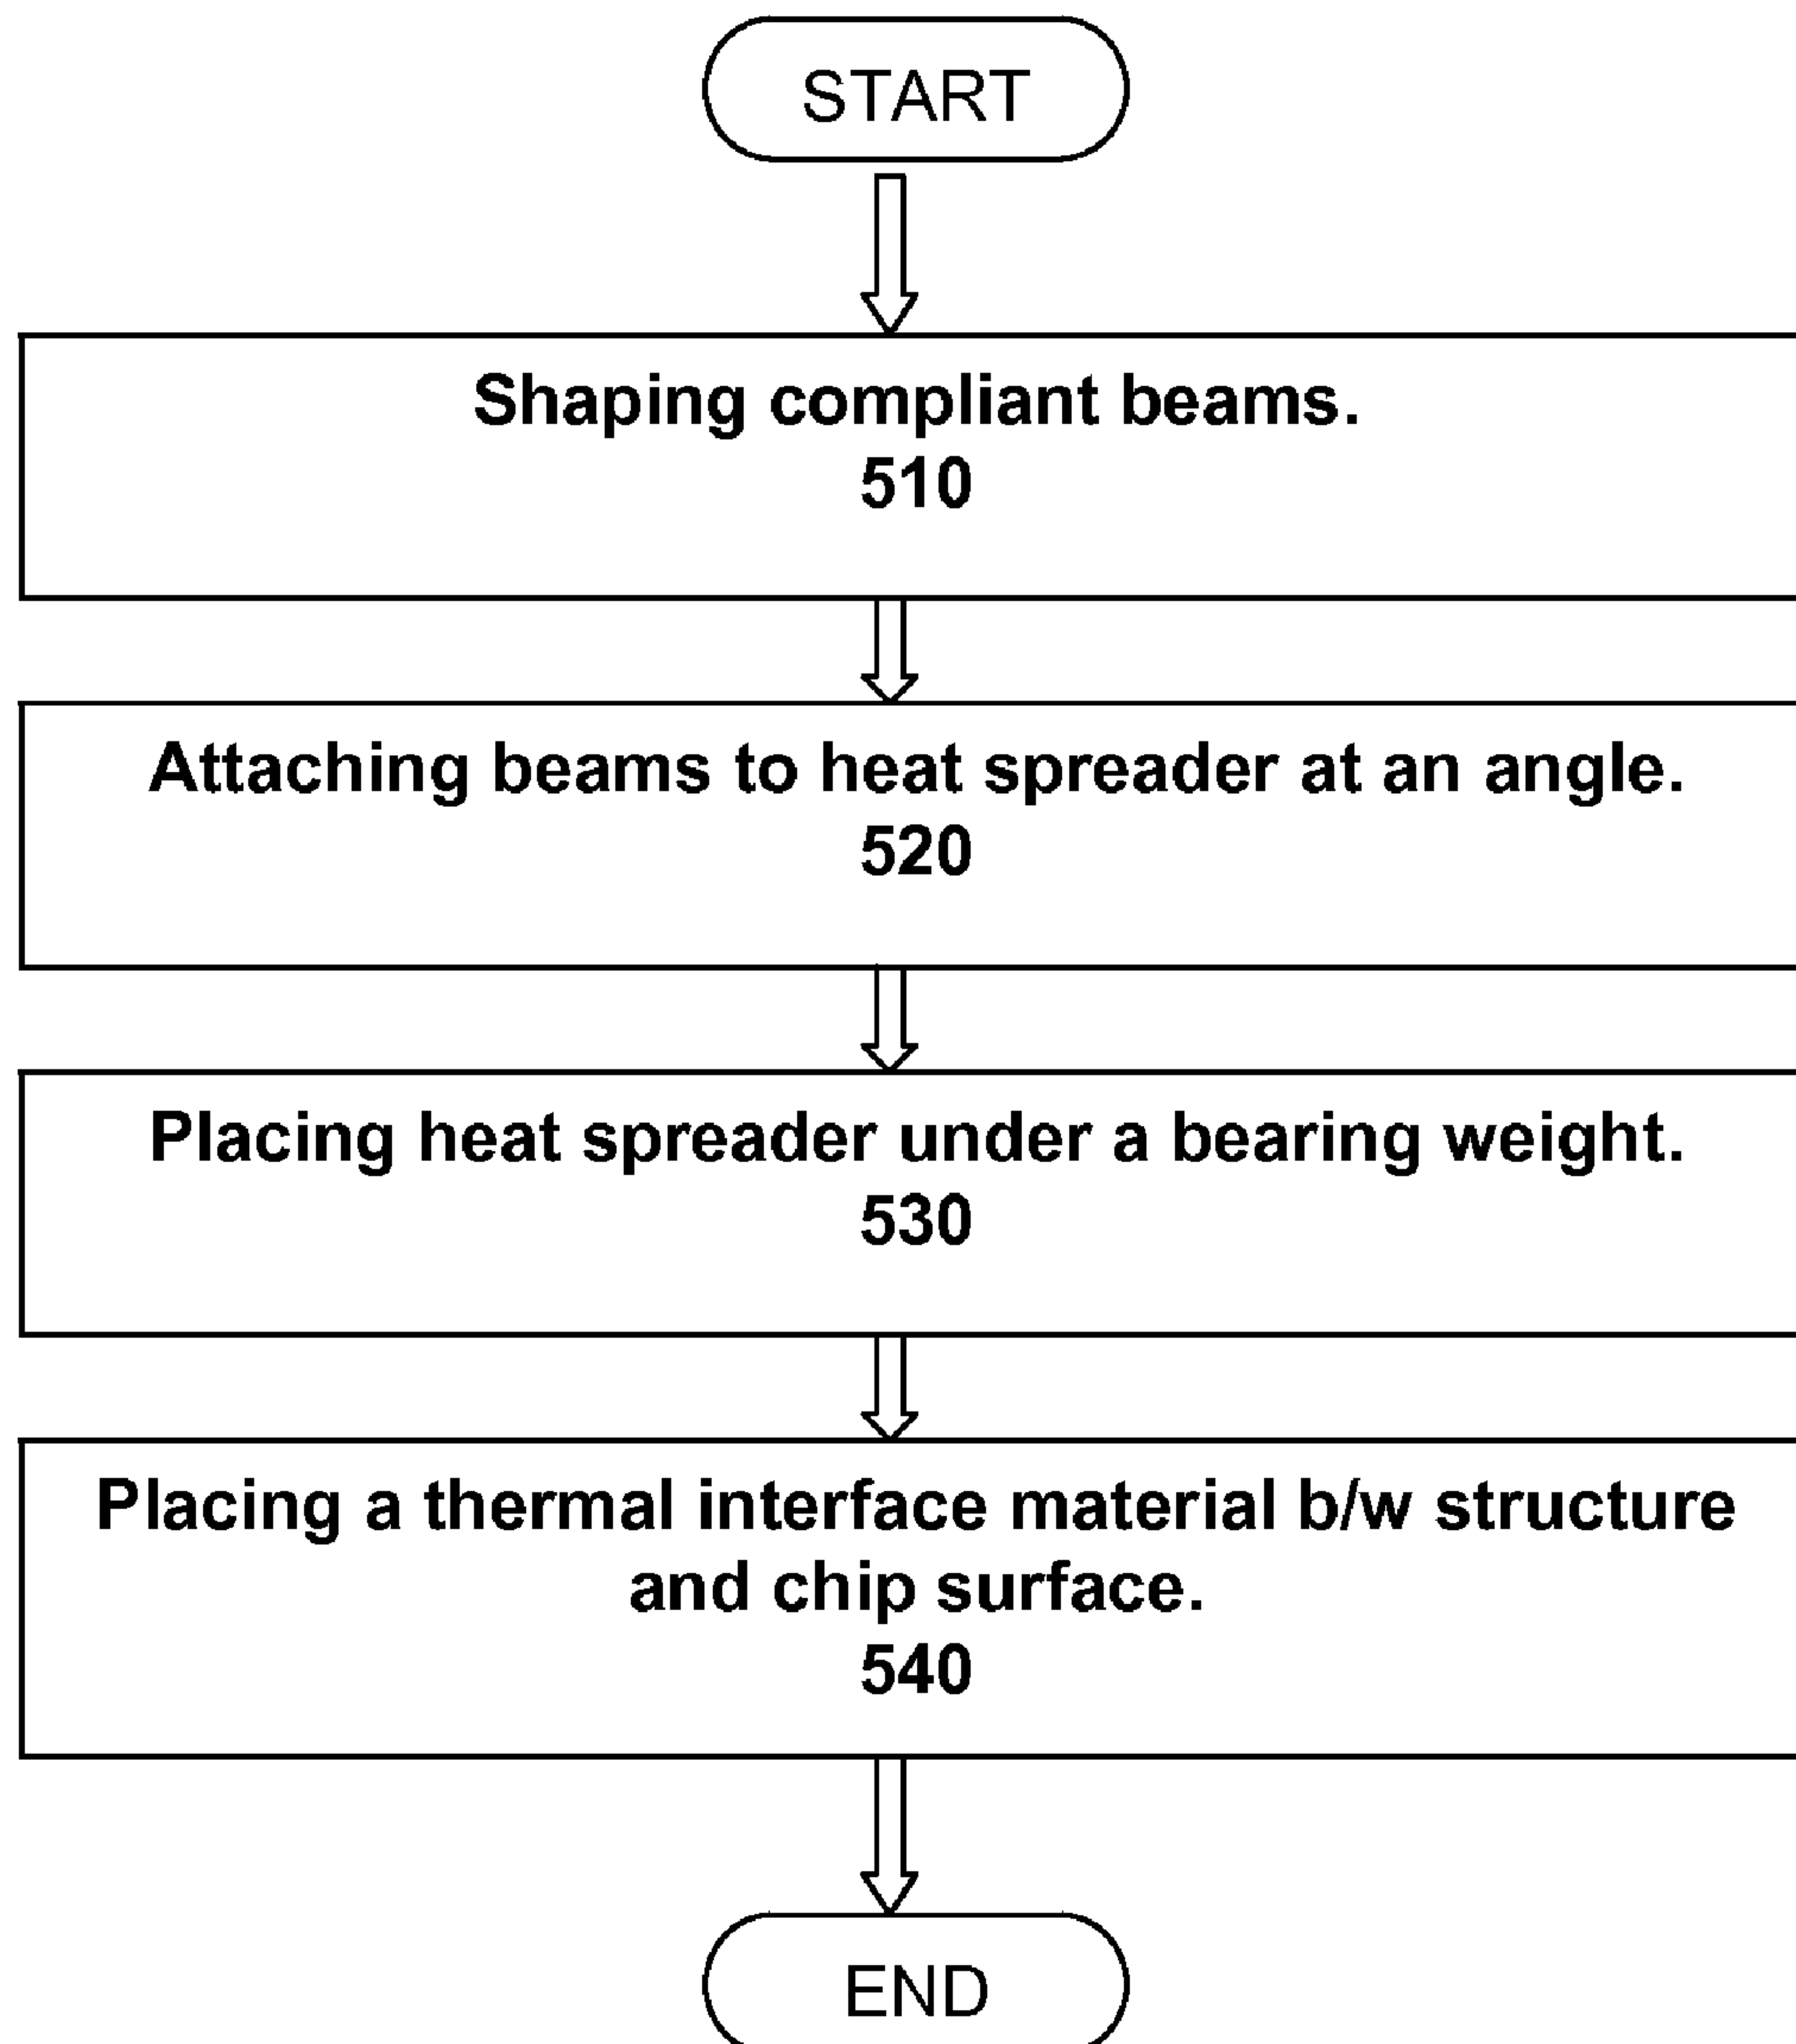 START
Shaping compliant beams.
510
Attaching beams to heat spreader at an angle.
520
Placing heat spreader under a bearing weight.
530
Placing a thermal interface material b/w structure
and chip surface.
540
END